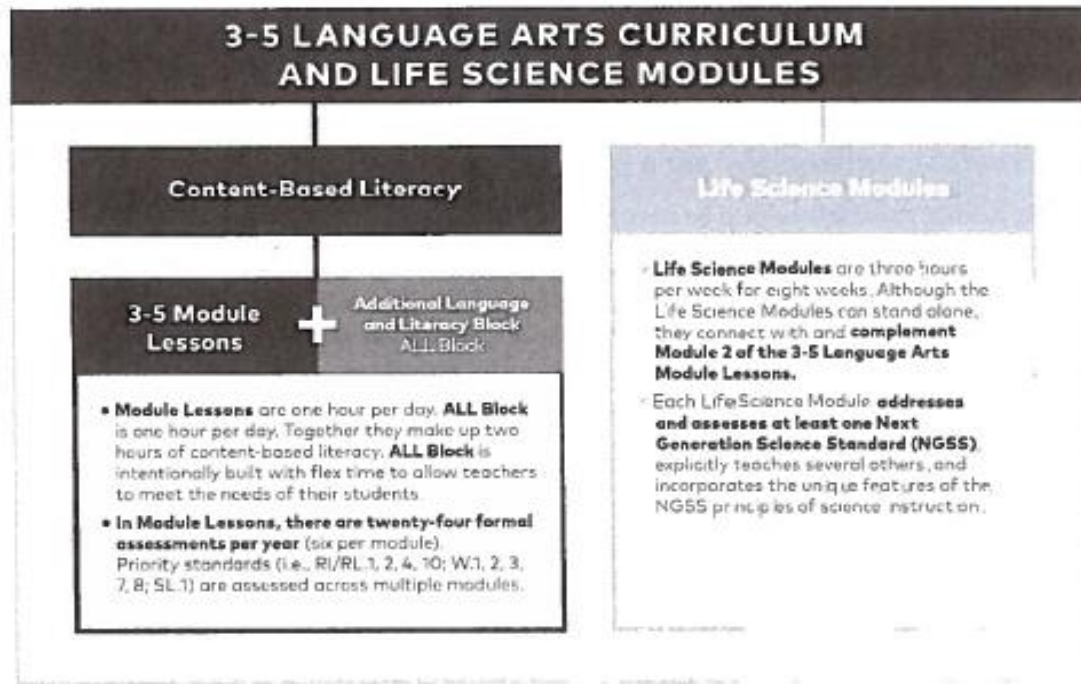 3-5 LANGUAGE ARTS CURRICULUM
AND LIFE SCIENCE MODULES
Content-Based Literacy
3-5 Module
Lessons
+
Additional Language
and Literacy Block
ALL Block
• Module Lessons are one hour per day. ALL Block
is one hour per day. Together they make up two
hours of content-based literacy. ALL Block is
intentionally built with flex time to allow teachers
to meet the needs of their students.
• In Module Lessons, there are twenty-four formal
assessments per year (six per module).
Priority standards (i.e., RI/RL.1, 2, 4, 10; W.1, 2, 3,
7, 8; SL.1) are assessed across multiple modules.
Life Science Modules
Life Science Modules are three hours
per week for eight weeks. Although the
Life Science Modules can stand alone,
they connect with and complement
Module 2 of the 3-5 Language Arts
Module Lessons.
Each Life Science Module addresses
and assesses at least one Next
Generation Science Standard (NGSS),
explicitly teaches several others, and
incorporates the unique features of the
NGSS principles of science instruction.